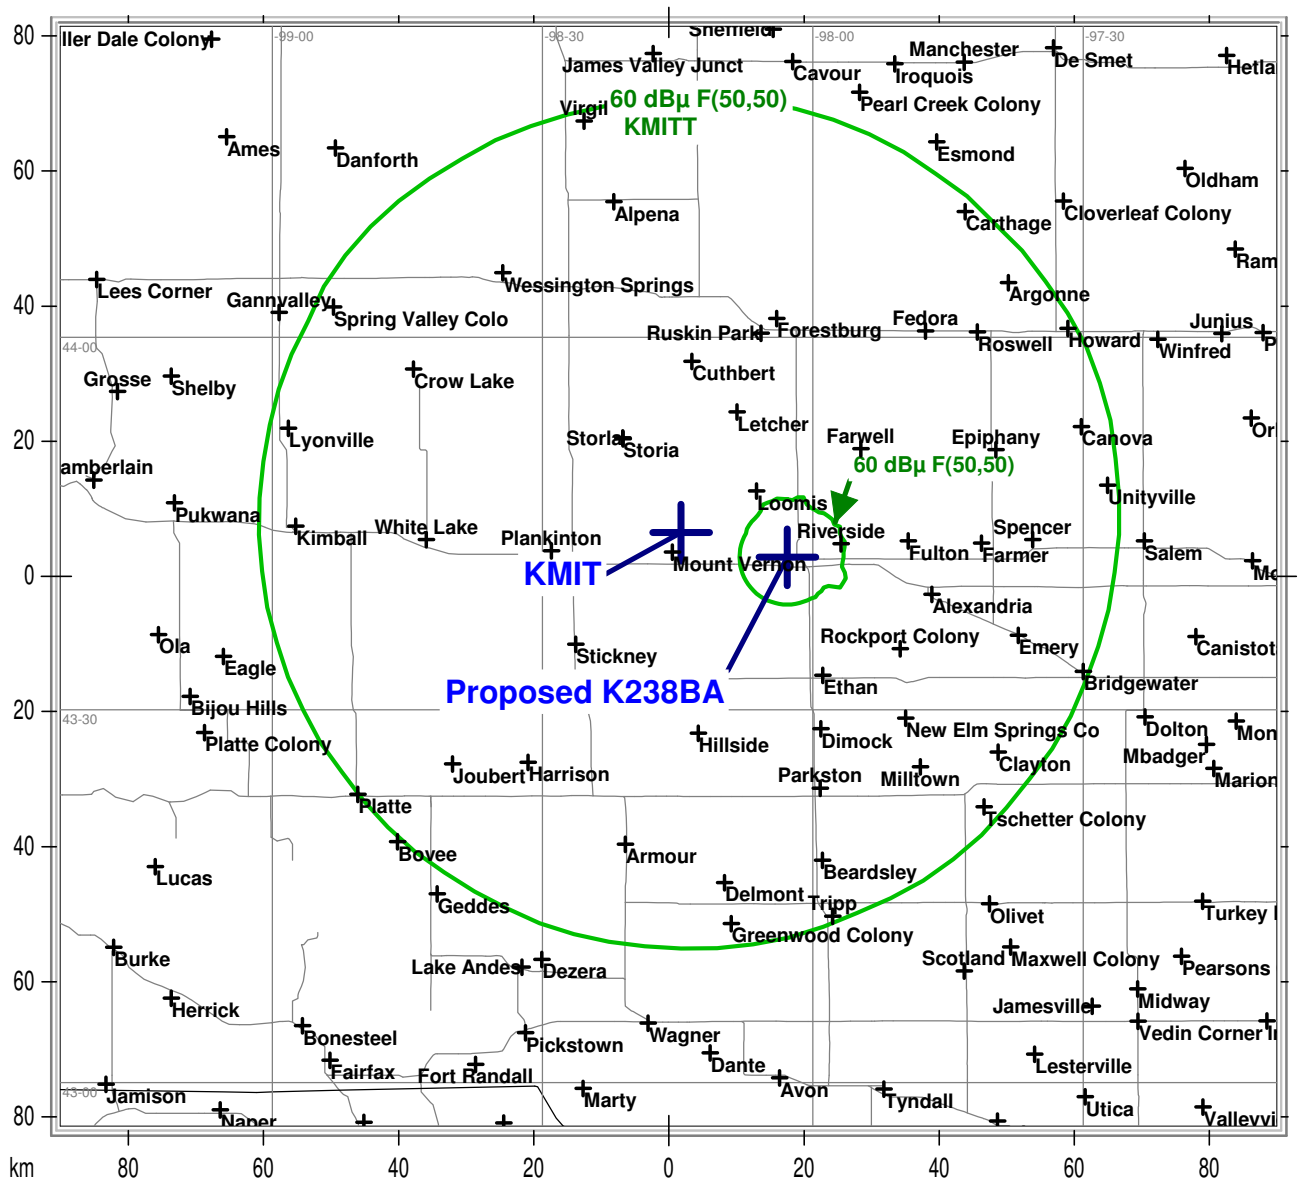 80
ller Dale Colony
-99-00
-98-30
Sheffield
-98-00
Manchester
-97-30
James Valley Junct
Cavour
Iroquois
De Smet
Hetla
60 dBµ F(50,50)
KMITT
Virgil
Pearl Creek Colony
Ames
Danforth
Esmond
60
Oldham
Alpena
Carthage
Cloverleaf Colony
Ram
Lees Corner
Wessington Springs
Gannvalley
Argonne
40
Spring Valley Colo
Ruskin Park
Forestburg
Fedora
Roswell
Howard
Junius
Winfred
P
44-00
Grosse
Shelby
Crow Lake
Cuthbert
Letcher
20
Lyonville
Storla
Storia
Farwell
Epiphany
Canova
Or
60 dBµ F(50,50)
amberlain
Loomis
Unityville
Pukwana
Kimball
White Lake
Plankinton
Riverside
Spencer
Fulton
Farmer
Salem
Mount Vernon
KMIT
0
Mc
Alexandria
Ola
Eagle
Stickney
Rockport Colony
Emery
Canistot
Proposed K238BA
Ethan
Bridgewater
20
Bijou Hills
43-30
Platte Colony
Hillside
Dimock
New Elm Springs Co
Dolton
Mon
Mbadger
Joubert
Harrison
Parkston
Milltown
Clayton
Marion
Platte
Tschetter Colony
40
Bovee
Armour
Lucas
Beardsley
Geddes
Delmont
Tripp
Olivet
Turkey
Greenwood Colony
Burke
Lake Andes
Dezera
Scotland
Maxwell Colony
Pearsons
60
Herrick
Jamesville
Midway
Bonesteel
Pickstown
Wagner
Vedin Corner
Fairfax
Fort Randall
Dante
Lesterville
43-00
Jamison
Marty
Avon
Tyndall
Utica
80
Naper
Valleyvi
km
80
60
40
20
0
20
40
60
80